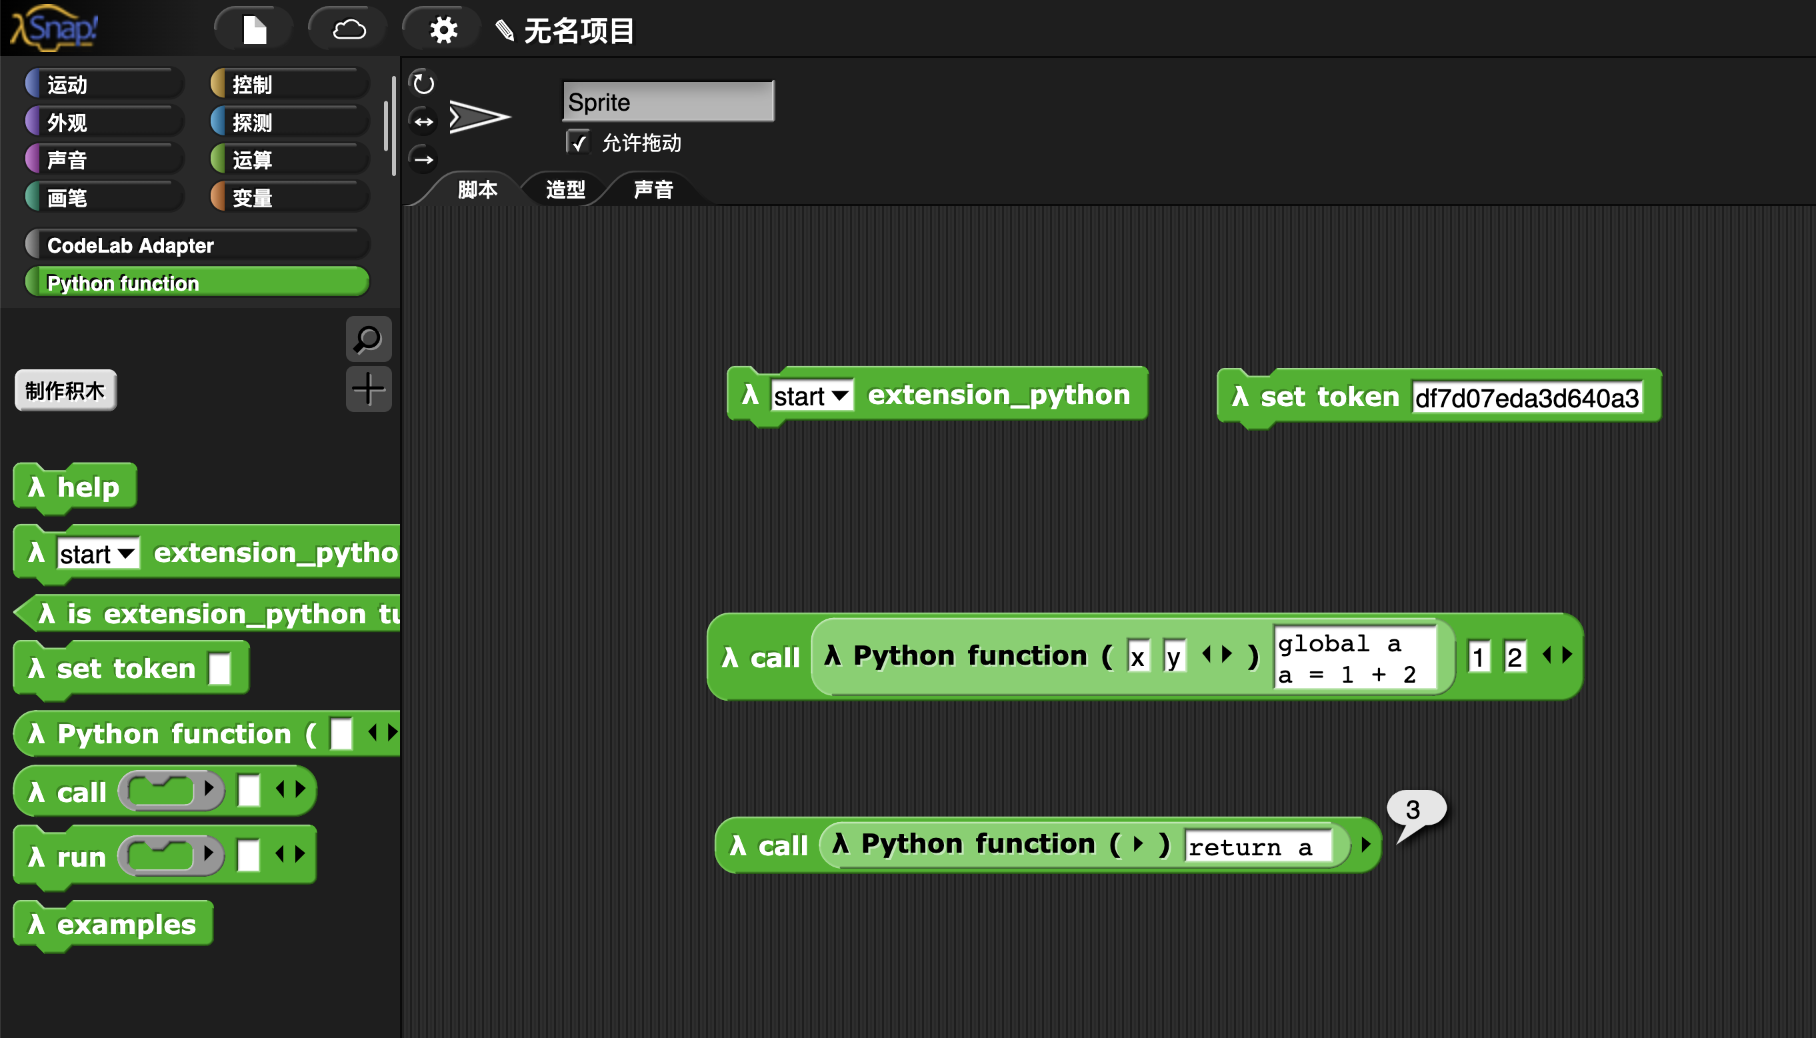 λSnap!
无名项目
运动
控制
外观
探测
声音
运算
画笔
变量
CodeLab Adapter
Python function
制作积木
λ help
λ start extension_pytho
λ is extension_python tu
λ set token
λ Python function (
λ call
λ run
λ examples
Sprite
允许拖动
脚本 造型 声音
λ start extension_python
λ set token df7d07eda3d640a3
λ call λ Python function ( x y ) global a
a = 1 + 2
1 2
λ call λ Python function ( ) return a
3